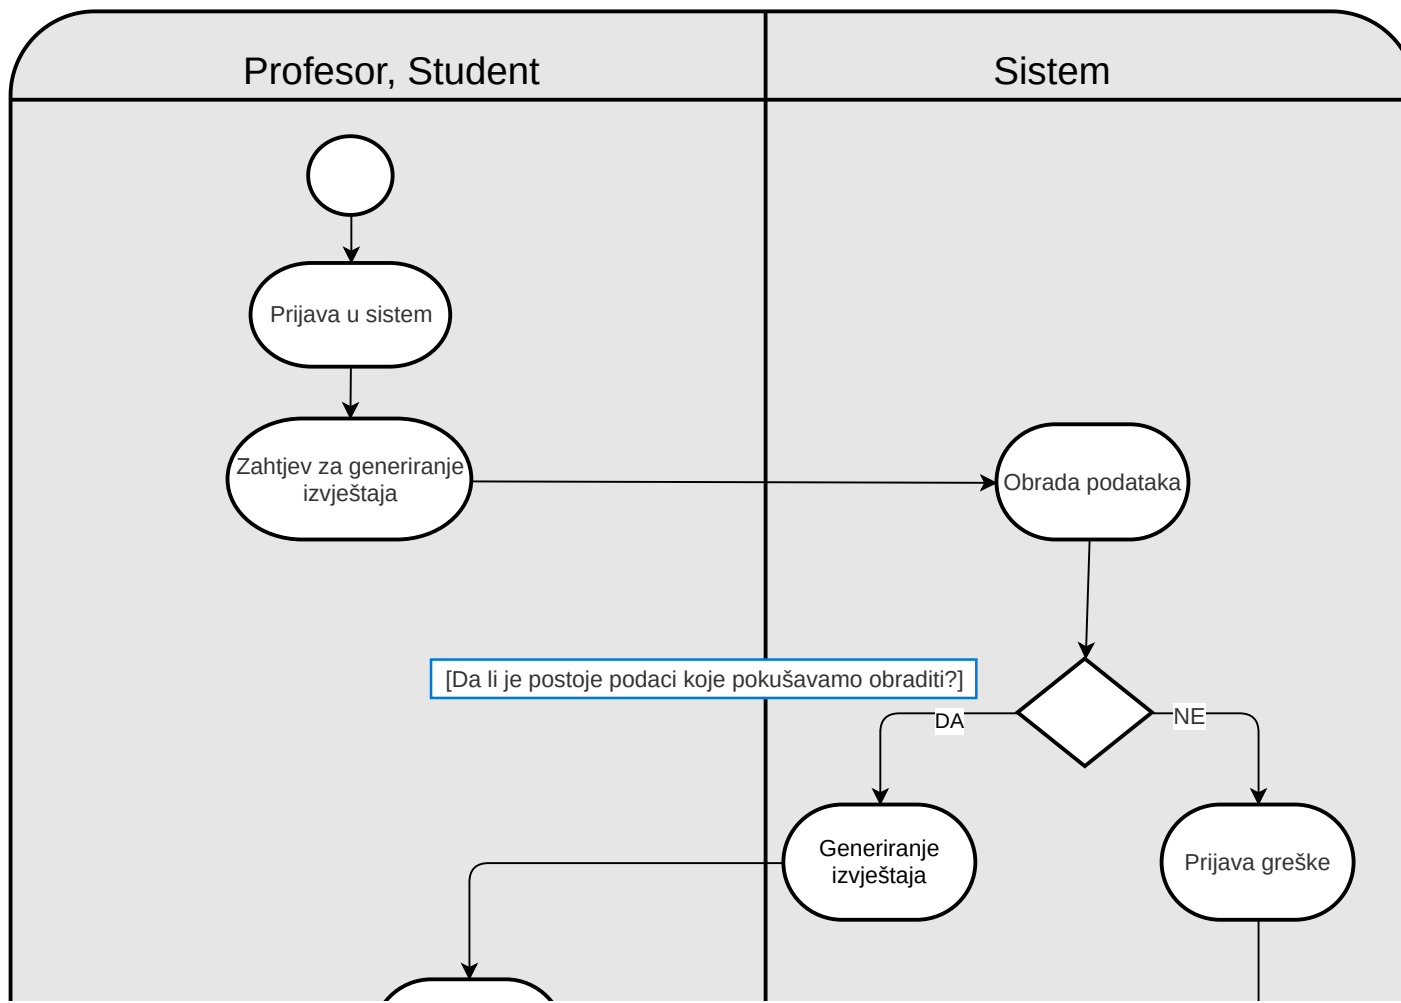 Profesor, Student
Sistem
Prijava u sistem
Zahtjev za generiranje
izvještaja
Obrada podataka
[Da li je postoje podaci koje pokušavamo obraditi?]
DA
NE
Generiranje
izvještaja
Prijava greške